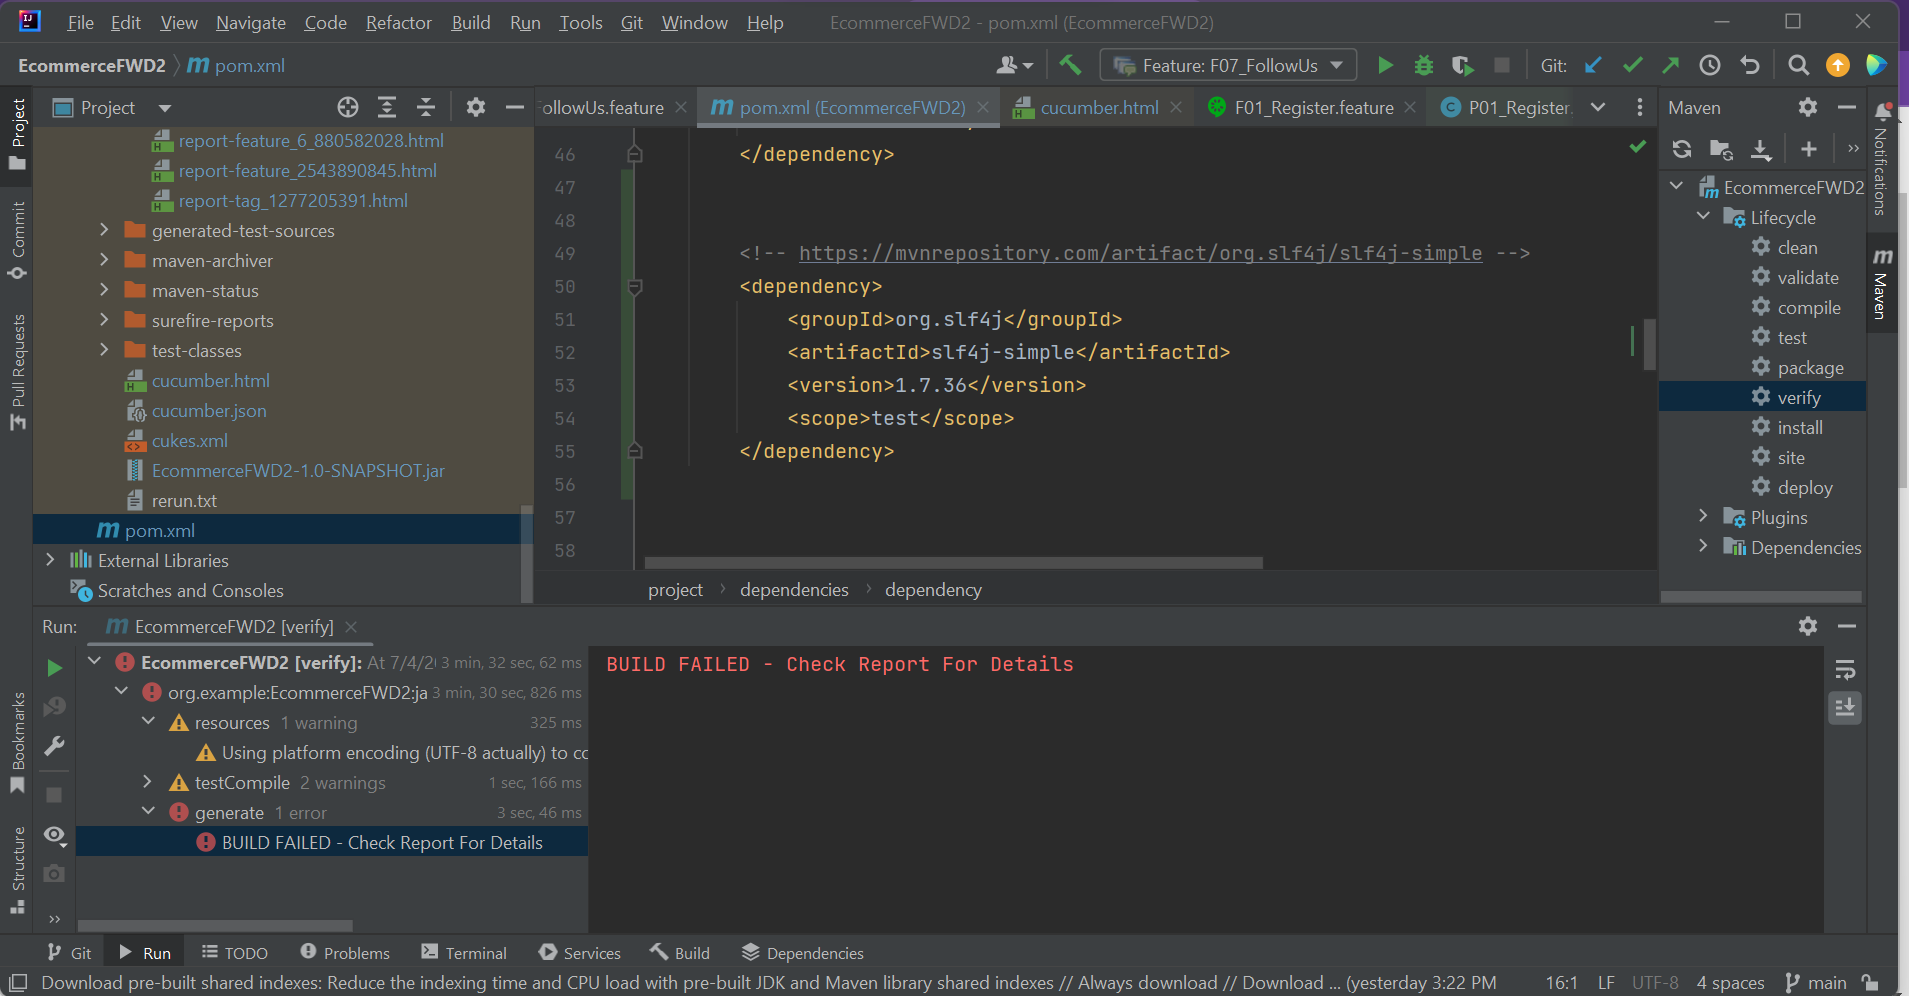 File Edit View Navigate Code Refactor Build Run Tools Git Window Help EcommerceFWD2 - pom.xml (EcommerceFWD2)
EcommerceFWD2 pom.xml
Feature: F07_FollowUs Git:
Project
ollowUs.feature pom.xml (EcommerceFWD2) cucumber.html F01_Register.feature P01_Register. Maven
report-feature_6_880582028.html
report-feature_2543890845.html
report-tag_1277205391.html
generated-test-sources
maven-archiver
maven-status
surefire-reports
test-classes
cucumber.html
cucumber.json
cukes.xml
EcommerceFWD2-1.0-SNAPSHOT.jar
rerun.txt
pom.xml
External Libraries
Scratches and Consoles
46 </dependency>
47
48
49 <!-- https://mvnrepository.com/artifact/org.slf4j/slf4j-simple -->
50 <dependency>
51 <groupId>org.slf4j</groupId>
52 <artifactId>slf4j-simple</artifactId>
53 <version>1.7.36</version>
54 <scope>test</scope>
55 </dependency>
56
57
58
project dependencies dependency
EcommerceFWD2
Lifecycle
clean
validate
compile
test
package
verify
install
site
deploy
Plugins
Dependencies
Project
Commit
Pull Requests
Bookmarks
Structure
Notifications
Maven
Run: EcommerceFWD2 [verify]
EcommerceFWD2 [verify]: At 7/4/2 3 min, 32 sec, 62 ms
org.example:EcommerceFWD2:ja 3 min, 30 sec, 826 ms
resources 1 warning 325 ms
Using platform encoding (UTF-8 actually) to co
testCompile 2 warnings 1 sec, 166 ms
generate 1 error 3 sec, 46 ms
BUILD FAILED - Check Report For Details
BUILD FAILED - Check Report For Details
Git Run TODO Problems Terminal Services Build Dependencies
Download pre-built shared indexes: Reduce the indexing time and CPU load with pre-built JDK and Maven library shared indexes // Always download // Download ... (yesterday 3:22 PM 16:1 LF UTF-8 4 spaces main